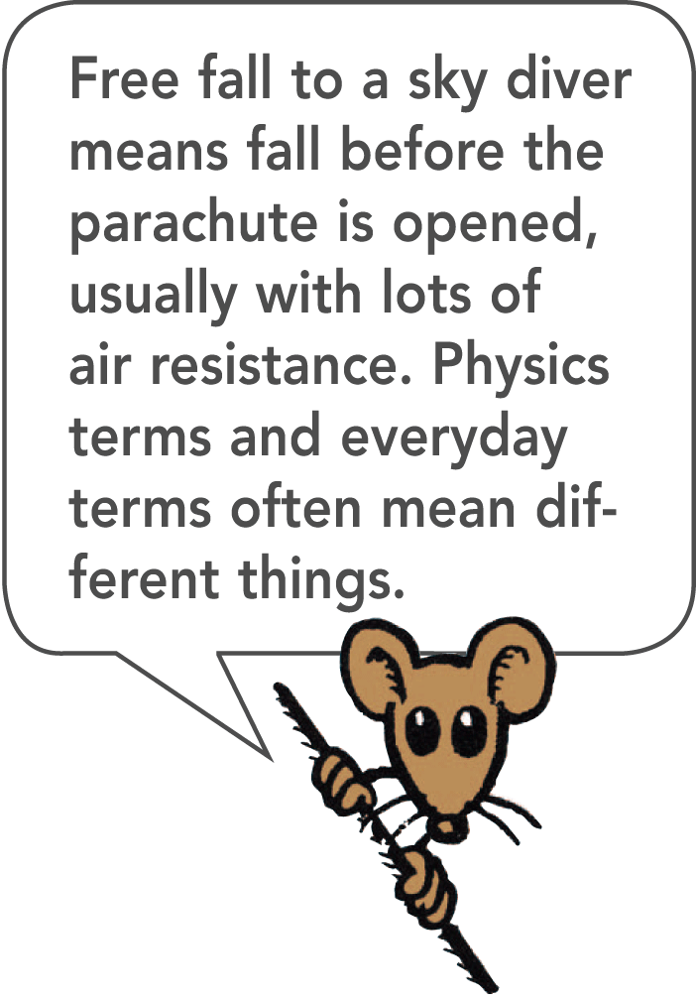 Free fall to a sky diver
means fall before the
parachute is opened,
usually with lots of
air resistance. Physics
terms and everyday
terms often mean dif-
ferent things.